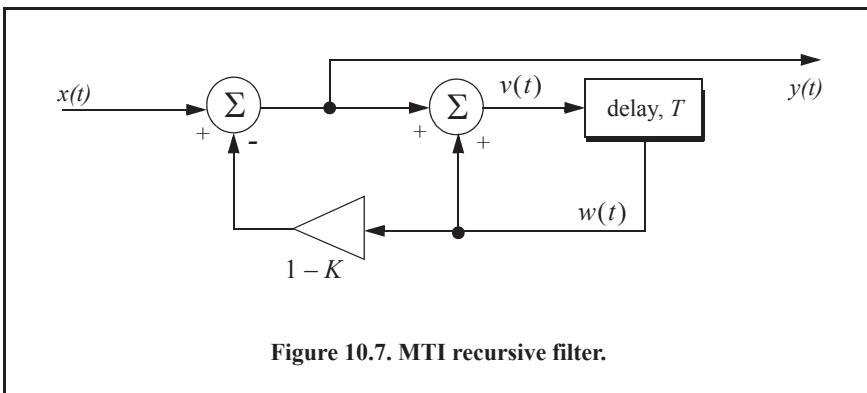 x(t)
Σ
+
-
Σ
+
+
v(t)
delay, T
y(t)
w(t)
1 – K
Figure 10.7. MTI recursive filter.